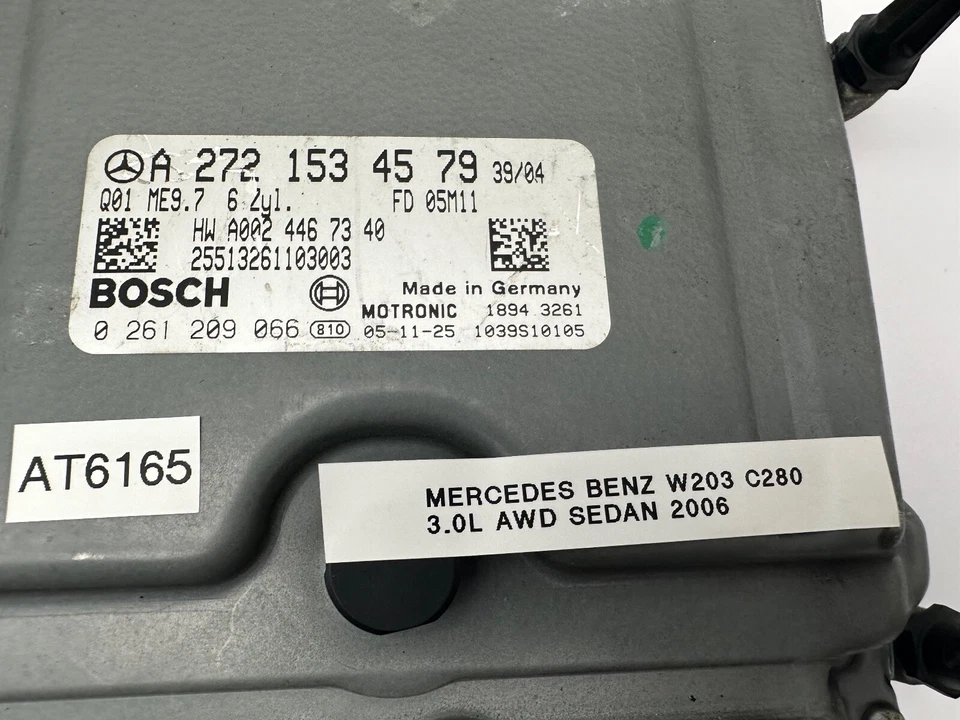 A 272 153 45 79 39/04
Q01 ME9.7 6 Zyl. FD 05M11
HW A002 446 73 40
25513261103003
BOSCH
Made in Germany
MOTRONIC 1894 3261
0 261 209 066 810 05-11-25 1039S10105
AT6165
MERCEDES BENZ W203 C280
3.0L AWD SEDAN 2006